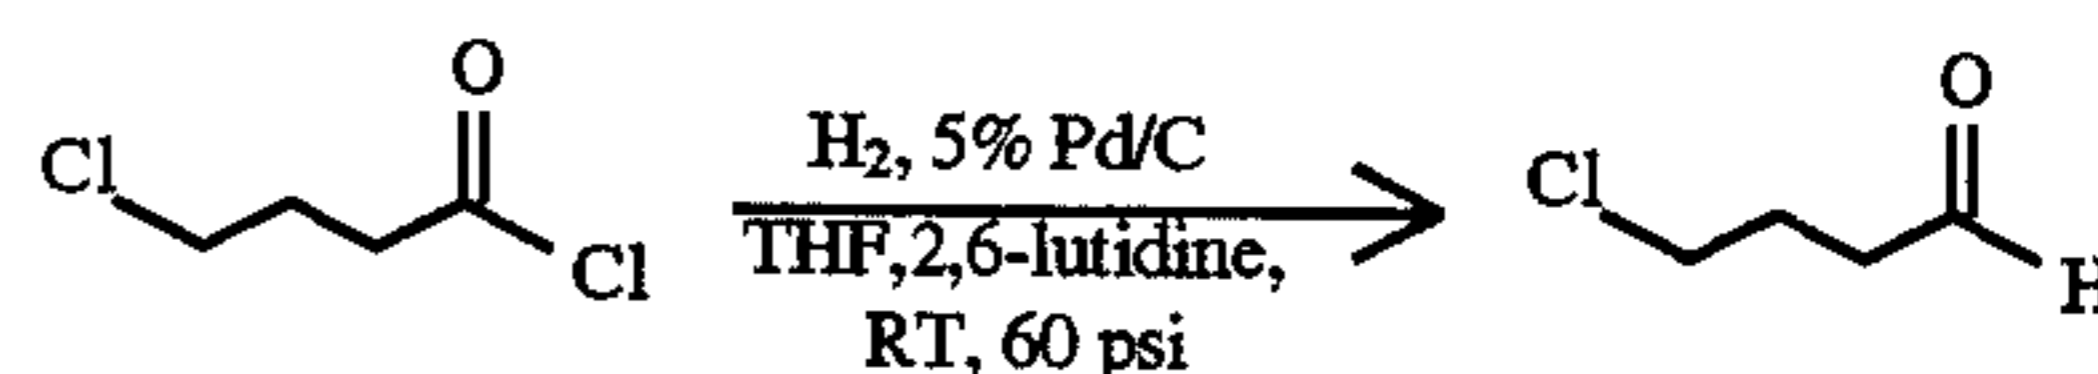 O
Cl
Cl
H₂, 5% Pd/C
THF,2,6-lutidine,
RT, 60 psi
O
Cl
H